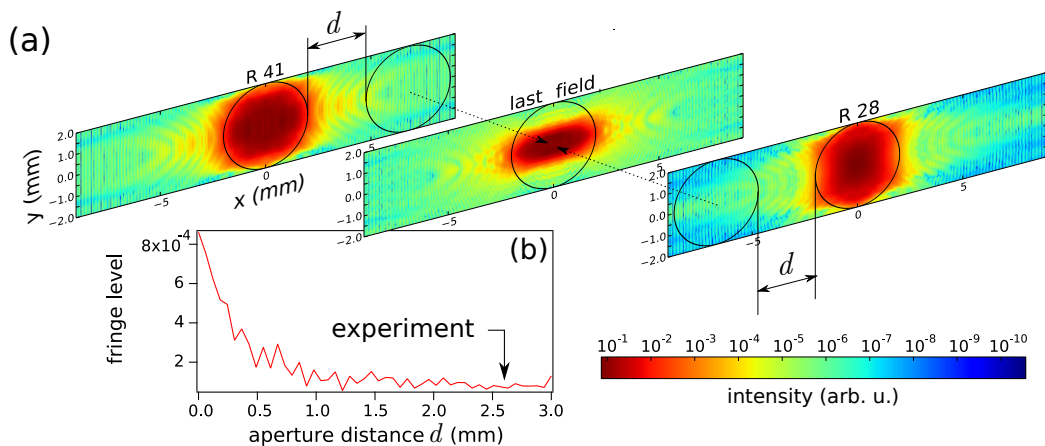 (a)
d
R 41
2.0
1.0
0.0
−1.0
−2.0
y (mm)
x (mm)
−5
0
5
last field
2.0
1.0
0.0
−1.0
−2.0
−5
0
5
R 28
2.0
1.0
0.0
−1.0
−2.0
−5
0
5
d
(b)
8x10⁻⁴
6
4
2
fringe level
experiment
0.0 0.5 1.0 1.5 2.0 2.5 3.0
aperture distance d (mm)
10⁻¹ 10⁻² 10⁻³ 10⁻⁴ 10⁻⁵ 10⁻⁶ 10⁻⁷ 10⁻⁸ 10⁻⁹ 10⁻¹⁰
intensity (arb. u.)